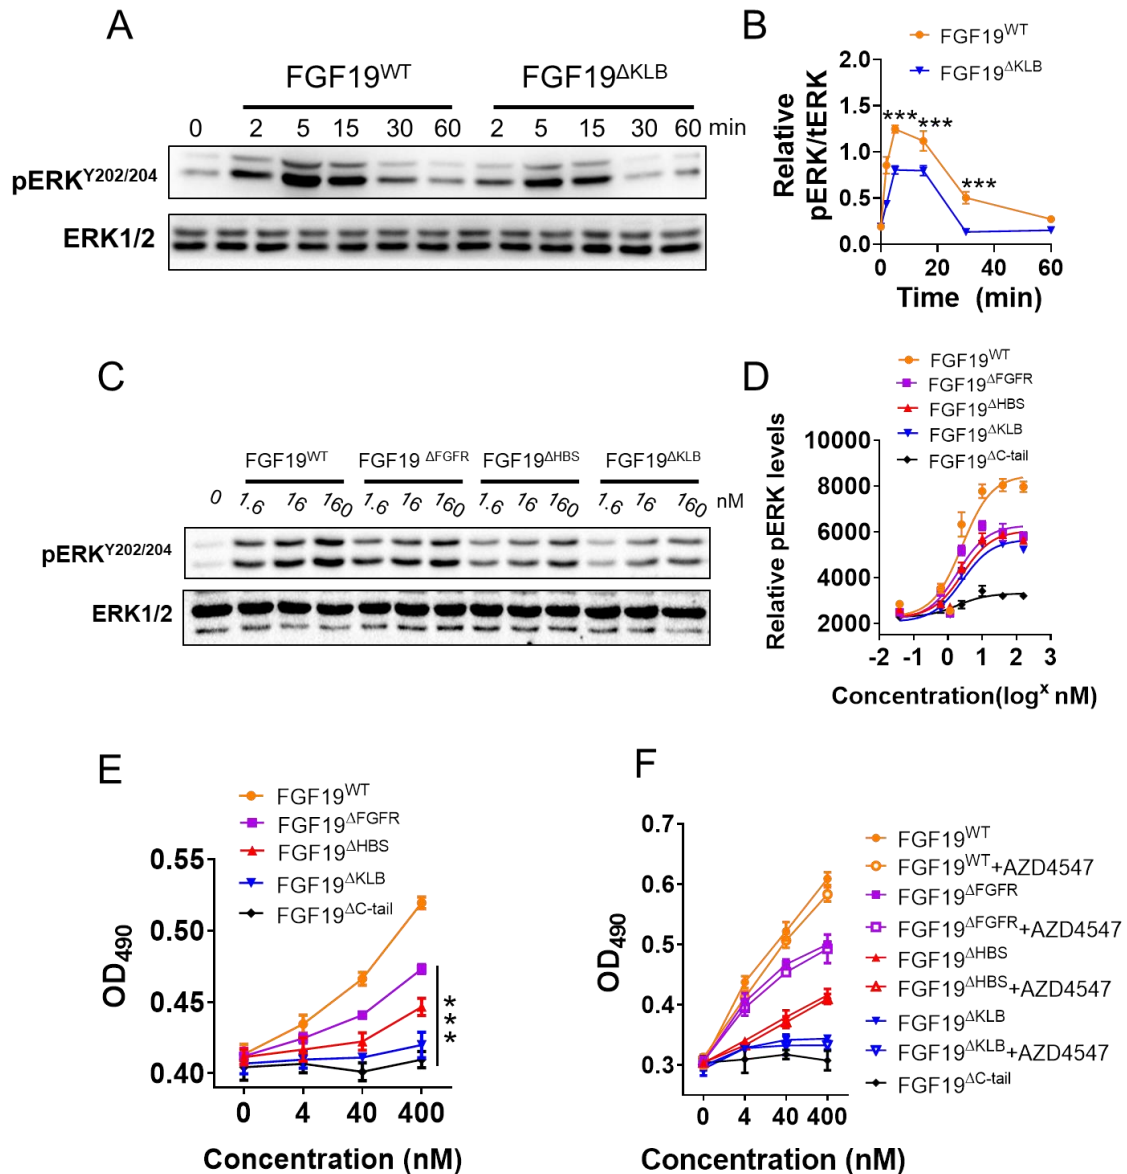 A
FGF19WT FGF19ΔKLB
0 2 5 15 30 60 2 5 15 30 60 min
pERKY202/204
ERK1/2
B
FGF19WT
FGF19ΔKLB
Relative pERK/tERK
2.0
1.5
1.0
0.5
0.0
*** *** ***
0 20 40 60
Time (min)
C
FGF19WT FGF19 ΔFGFR FGF19ΔHBS FGF19ΔKLB
0 1.6 16 160 1.6 16 160 1.6 16 160 1.6 16 160 nM
pERKY202/204
ERK1/2
D
FGF19WT
FGF19ΔFGFR
FGF19ΔHBS
FGF19ΔKLB
FGF19ΔC-tail
Relative pERK levels
10000
8000
6000
4000
2000
-2 -1 0 1 2 3
Concentration(logx nM)
E
FGF19WT
FGF19ΔFGFR
FGF19ΔHBS
FGF19ΔKLB
FGF19ΔC-tail
OD490
0.55
0.50
0.45
0.40
***
0 4 40 400
Concentration (nM)
F
OD490
0.7
0.6
0.5
0.4
0.3
0 4 40 400
Concentration (nM)
FGF19WT
FGF19WT+AZD4547
FGF19ΔFGFR
FGF19ΔFGFR+AZD4547
FGF19ΔHBS
FGF19ΔHBS+AZD4547
FGF19ΔKLB
FGF19ΔKLB+AZD4547
FGF19ΔC-tail